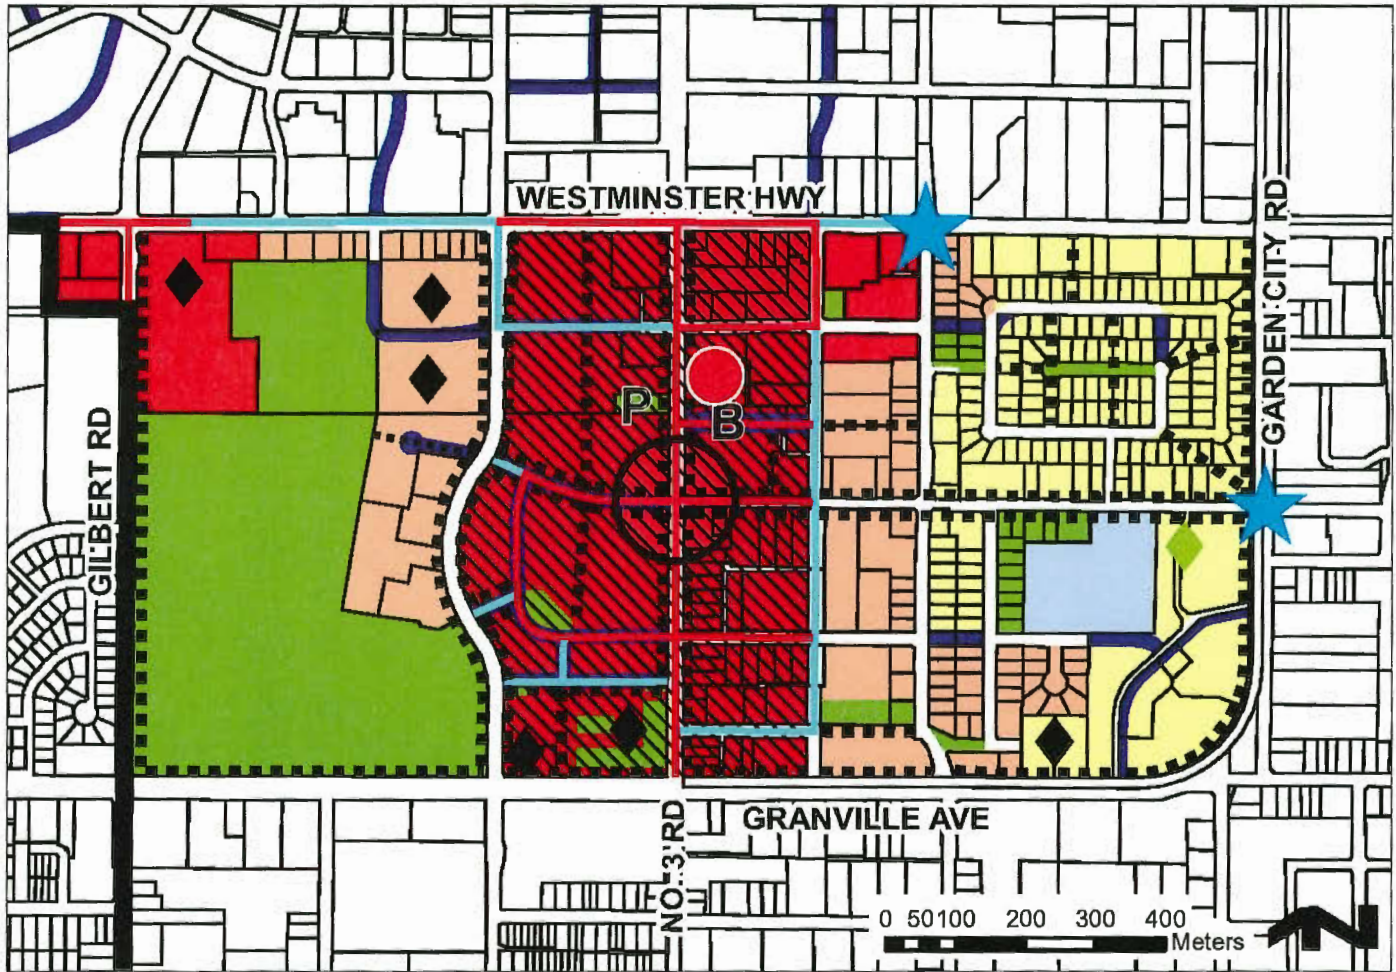 WESTMINSTER HWY
GARDEN CITY RD
GILBERT RD
P
B
GRANVILLE AVE
NO. 3 RD
0 50 100 200 300 400
Meters